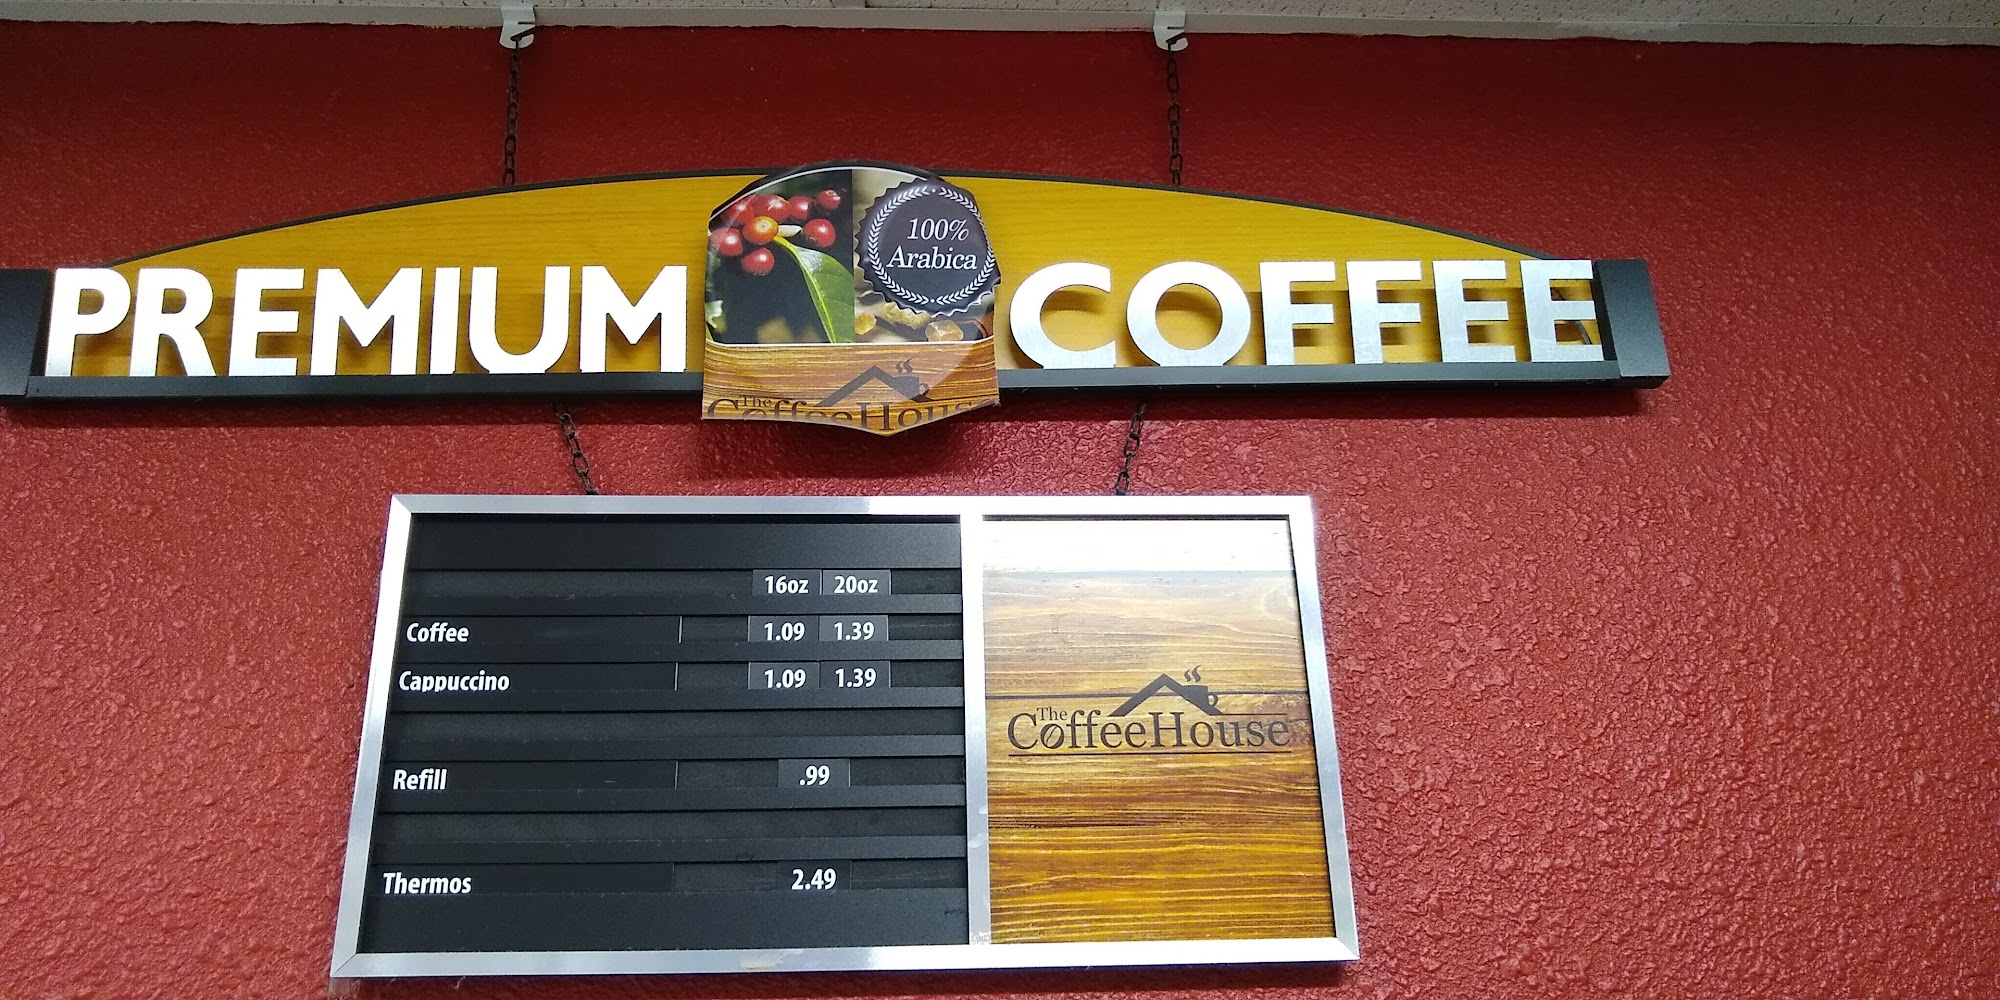 PREMIUM COFFEE
100%
Arabica
The
CoffeeHouse
16oz 20oz
Coffee 1.09 1.39
Cappuccino 1.09 1.39
Refill .99
Thermos 2.49
The
CoffeeHouse